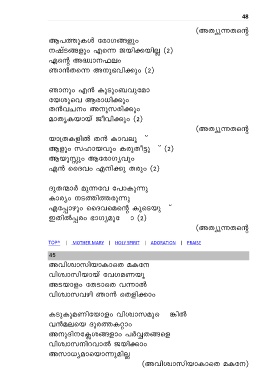 48
(അത്യുന്നതന്റെ
ആപത്തുകൾ രോഗങ്ങളും
നഷ്ടങ്ങളും എന്നെ ജയിക്കയില്ല (2)
എന്റെ അദ്ധ്വാനഫലം
ഞാൻതന്നെ അനുഭവിക്കും (2)
ഞാനും എൻ കുടുംബവുമോ
യേശുവെ ആരാധിക്കും
തൻവചനം അനുസരിക്കും
മാതൃകയായ് ജീവിക്കും (2)
(അത്യുന്നതന്റെ
യാത്രകളിൽ തൻ കാവലു ്
ആളും സഹായവും കരുതീട്ടു ് (2)
ആയുസ്സും ആരോഗ്യവും
എൻ ദൈവം എനിക്കു തരും (2)
ദൂതന്മാർ മുന്നവേ പോകുന്നു
കാര്യം നടത്തിത്തരുന്നു
എപ്പോഴും ദൈവമെന്റെ കൂടെയു ്
ഇതിൽപ്പരം ഭാഗ്യമുേ ാ (2)
(അത്യുന്നതന്റെ
TOP^ | MOTHER MARY | HOLY SPIRIT | ADORATION | PRAISE
45
അവിശ്വാസിയാകാതെ മകനേ
വിശ്വാസിയായ് വേഗമണയൂ
അടയാളം തേടാതെ വന്നാൽ
വിശ്വാസവഴി ഞാൻ തെളിക്കാം
കടുകുമണിയോളം വിശ്വാസമുെ ങ്കിൽ
വൻമലയെ ദൂരത്തകറ്റാം
അനുദിനക്ലേശങ്ങളാം പർവ്വതങ്ങളെ
വിശ്വാസനിറവാൽ ജയിക്കാം
അസാധ്യമായൊന്നുമില്ല
(അവിശ്വാസിയാകാതെ മകനേ)